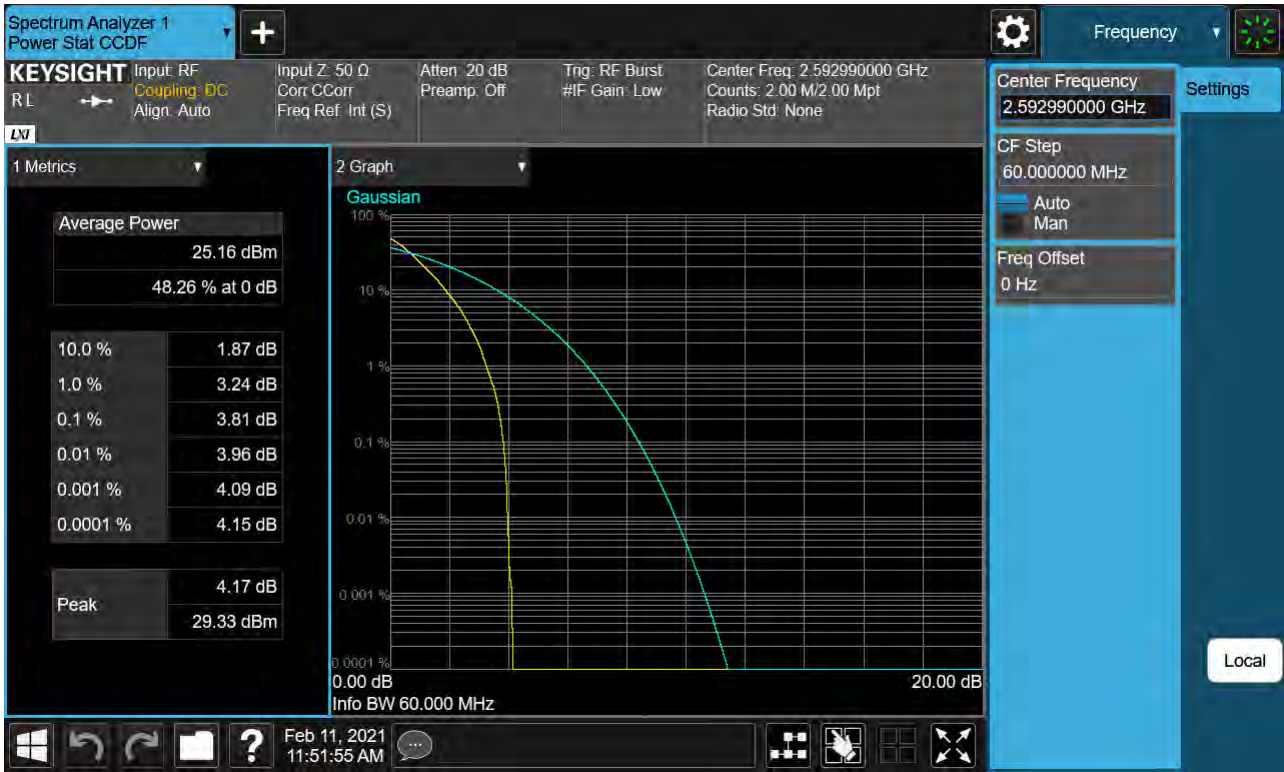 Spectrum Analyzer 1
Power Stat CCDF
+
Frequency
KEYSIGHT
RL
LXI
Input: RF
Coupling: DC
Align: Auto
Input Z: 50 Ω
Corr CCorr
Freq Ref: Int (S)
Atten: 20 dB
Preamp: Off
Trig: RF Burst
#IF Gain: Low
Center Freq: 2.592990000 GHz
Counts: 2.00 M/2.00 Mpt
Radio Std: None
Center Frequency
2.592990000 GHz
Settings
CF Step
60.000000 MHz
Auto
Man
Freq Offset
0 Hz
1 Metrics
Average Power
25.16 dBm
48.26 % at 0 dB
10.0 % 1.87 dB
1.0 % 3.24 dB
0.1 % 3.81 dB
0.01 % 3.96 dB
0.001 % 4.09 dB
0.0001 % 4.15 dB
Peak 4.17 dB
29.33 dBm
2 Graph
Gaussian
100 %
10 %
1 %
0.1 %
0.01 %
0.001 %
0.0001 %
0.00 dB 20.00 dB
Info BW 60.000 MHz
Local
?
Feb 11, 2021
11:51:55 AM